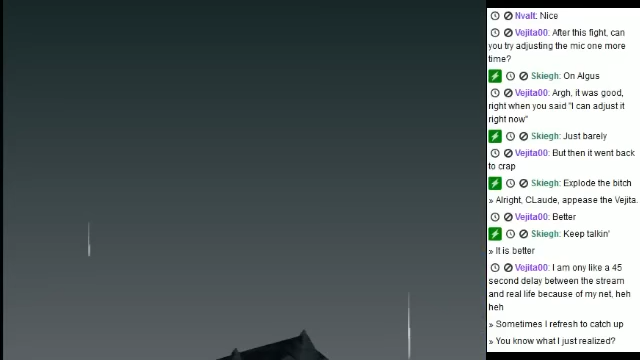 Nvalt: Nice
Vejita00: After this fight, can
you try adjusting the mic one more
time?
Skiegh: On Algus
Vejita00: Argh, it was good,
right when you said "I can adjust it
right now"
Skiegh: Just barely
Vejita00: But then it went back
to crap
Skiegh: Explode the bitch
» Alright, CLaude, appease the Vejita.
Vejita00: Better
Skiegh: Keep talkin'
» It is better
Vejita00: I am ony like a 45
second delay between the stream
and real life because of my net, heh
heh
» Sometimes I refresh to catch up
» You know what I just realized?